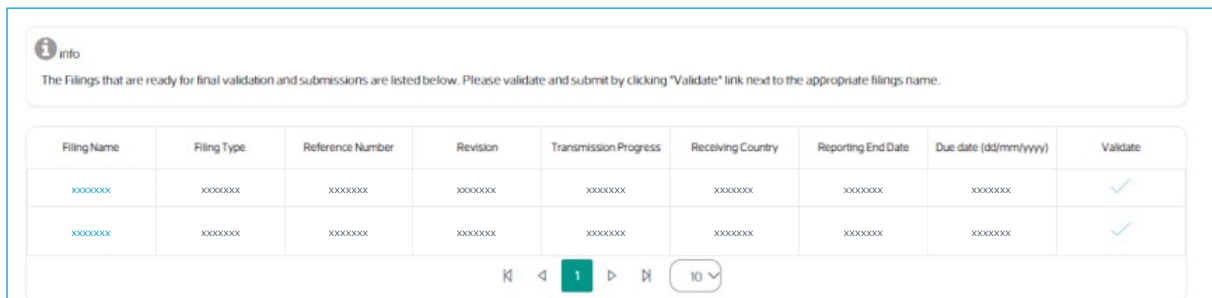 info
The Filings that are ready for final validation and submissions are listed below. Please validate and submit by clicking "Validate" link next to the appropriate filings name.
Filing Name Filing Type Reference Number Revision Transmission Progress Receiving Country Reporting End Date Due date (dd/mm/yyyy) Validate
xxxxxxx xxxxxxx xxxxxxx xxxxxxx xxxxxxx xxxxxxx xxxxxxx xxxxxxx
xxxxxxx xxxxxxx xxxxxxx xxxxxxx xxxxxxx xxxxxxx xxxxxxx xxxxxxx
1 10